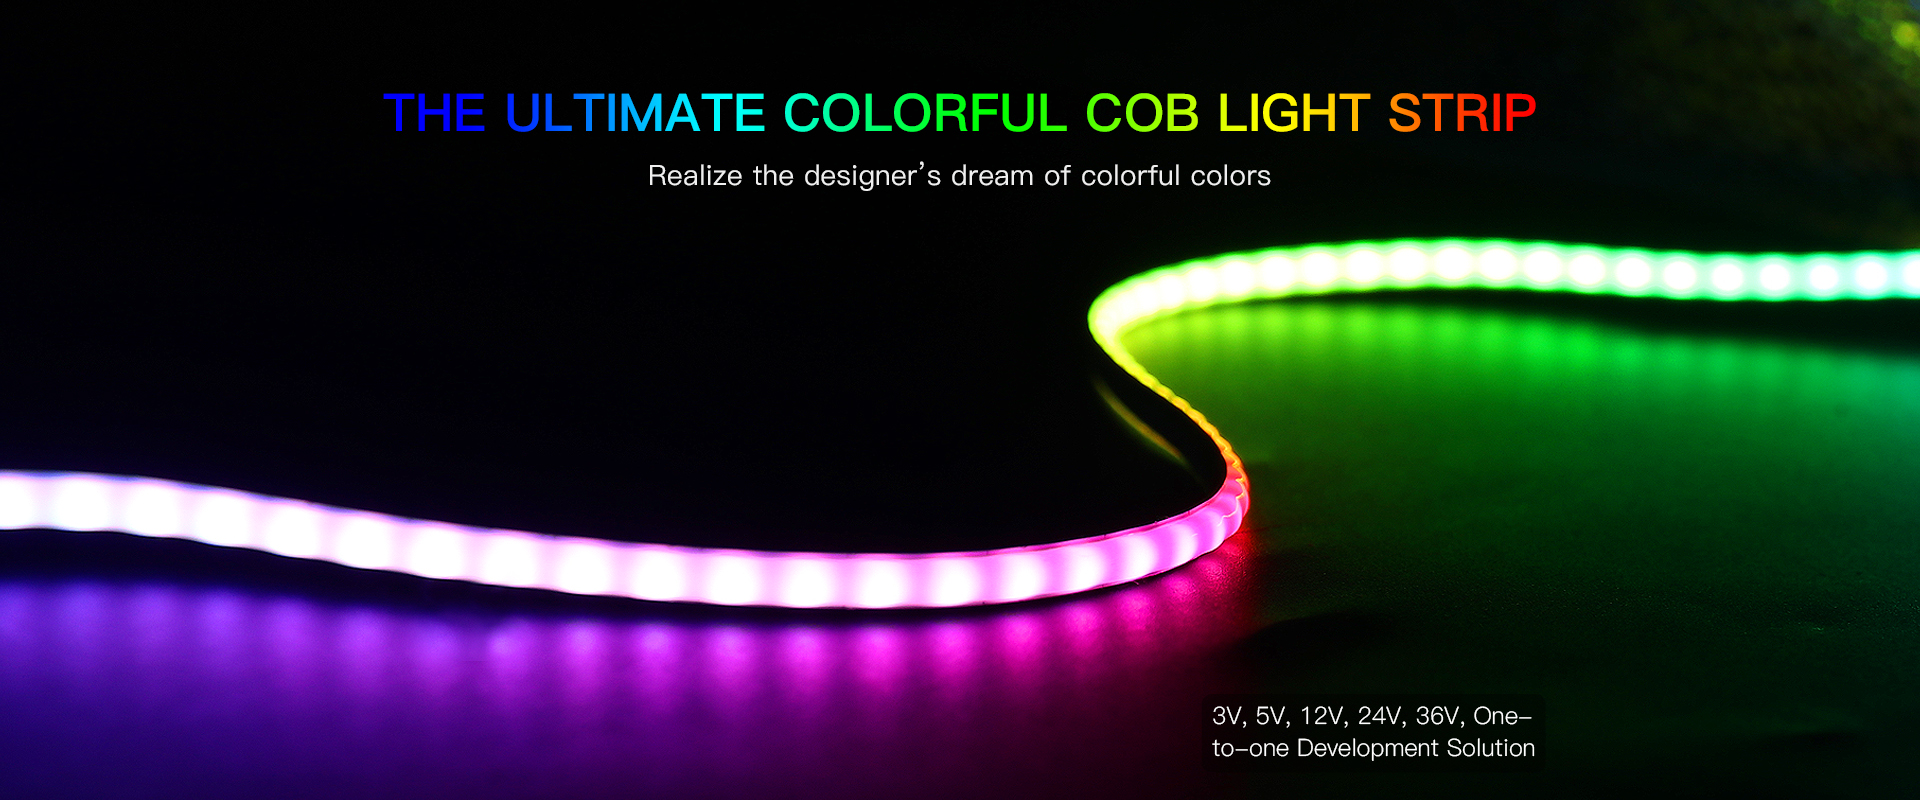 THE ULTIMATE COLORFUL COB LIGHT STRIP
Realize the designer’s dream of colorful colors
3V, 5V, 12V, 24V, 36V, One-
to-one Development Solution